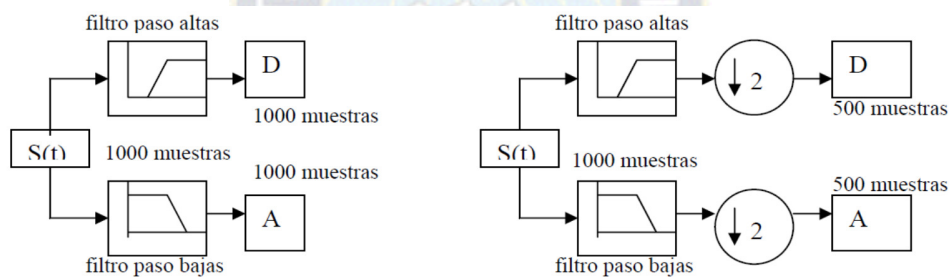 filtro paso altas
D
1000 muestras
S(t)
1000 muestras
1000 muestras
A
filtro paso bajas
filtro paso altas
2
D
500 muestras
S(t)
1000 muestras
500 muestras
2
A
filtro paso bajas